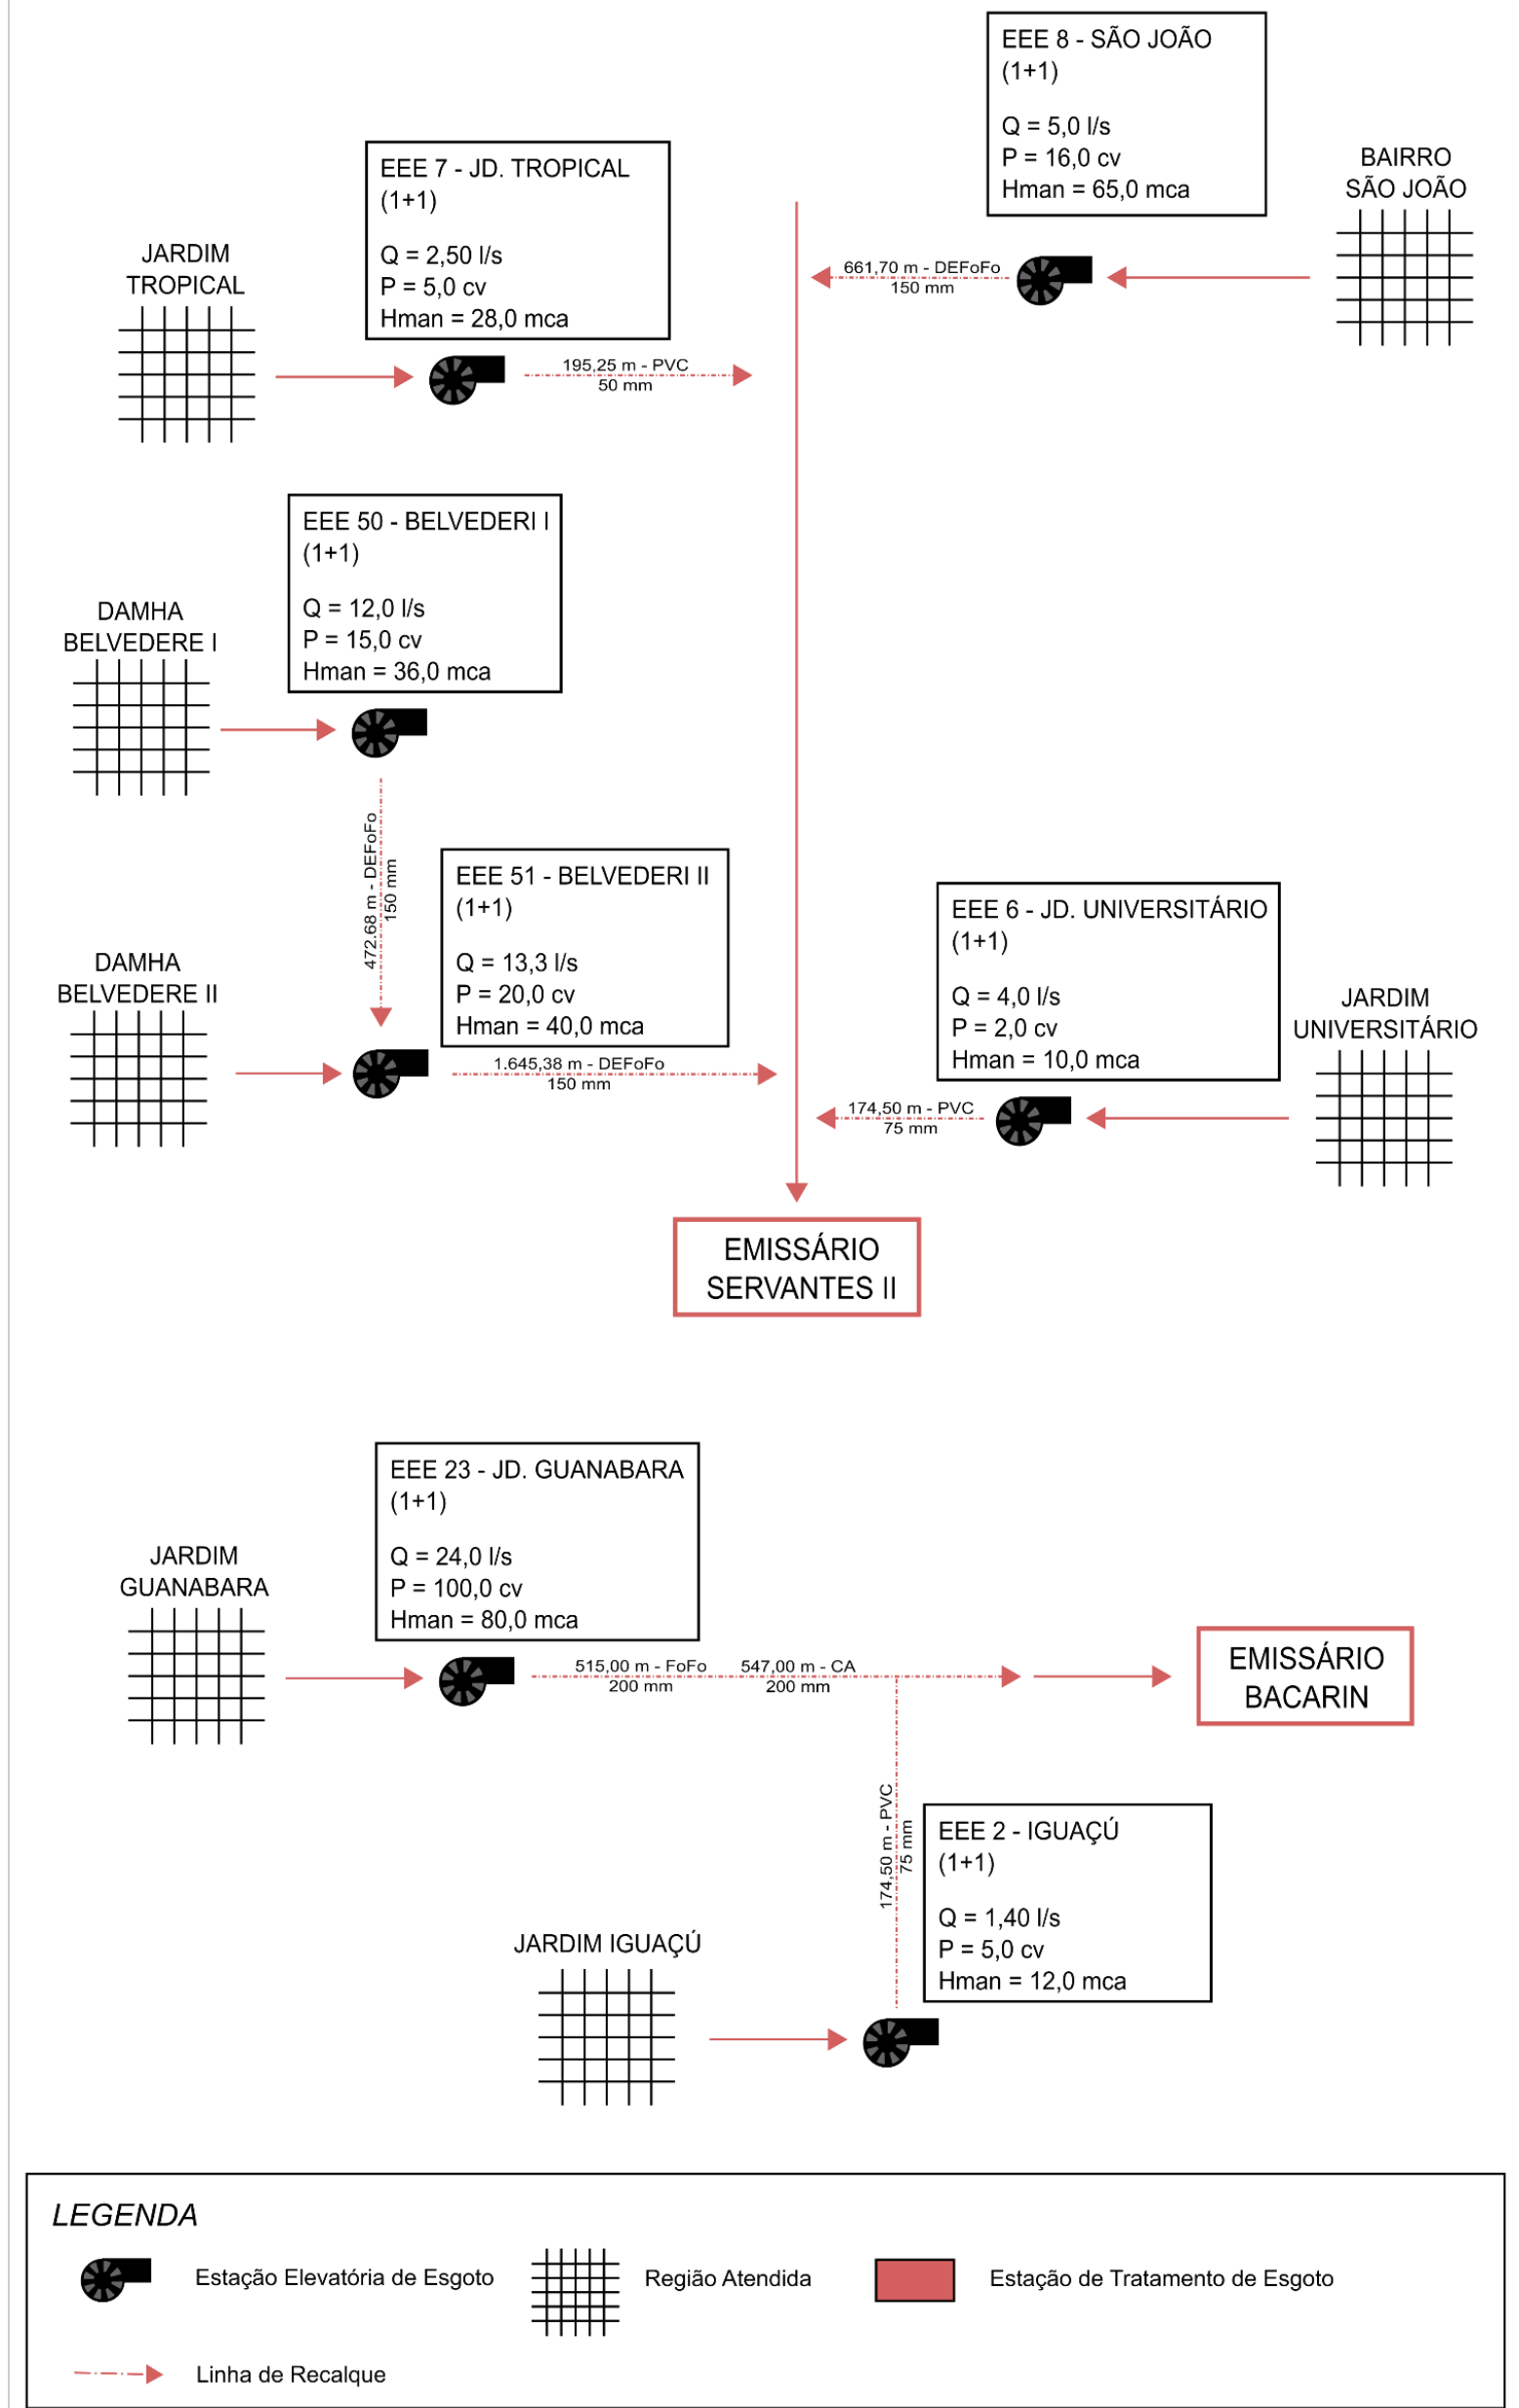 EEE 8 - SÃO JOÃO
(1+1)
Q = 5,0 l/s
P = 16,0 cv
Hman = 65,0 mca
BAIRRO
SÃO JOÃO
661,70 m - DEFoFo
150 mm
EEE 7 - JD. TROPICAL
(1+1)
Q = 2,50 l/s
P = 5,0 cv
Hman = 28,0 mca
JARDIM
TROPICAL
195,25 m - PVC
50 mm
EEE 50 - BELVEDERI I
(1+1)
Q = 12,0 l/s
P = 15,0 cv
Hman = 36,0 mca
DAMHA
BELVEDERE I
472.68 m - DEFoFo
150 mm
EEE 51 - BELVEDERI II
(1+1)
Q = 13,3 l/s
P = 20,0 cv
Hman = 40,0 mca
DAMHA
BELVEDERE II
1.645,38 m - DEFoFo
150 mm
EEE 6 - JD. UNIVERSITÁRIO
(1+1)
Q = 4,0 l/s
P = 2,0 cv
Hman = 10,0 mca
JARDIM
UNIVERSITÁRIO
174,50 m - PVC
75 mm
EMISSÁRIO
SERVANTES II
EEE 23 - JD. GUANABARA
(1+1)
Q = 24,0 l/s
P = 100,0 cv
Hman = 80,0 mca
JARDIM
GUANABARA
515,00 m - FoFo
200 mm
547,00 m - CA
200 mm
EMISSÁRIO
BACARIN
174,50 m - PVC
75 mm
EEE 2 - IGUAÇÚ
(1+1)
Q = 1,40 l/s
P = 5,0 cv
Hman = 12,0 mca
JARDIM IGUAÇÚ
LEGENDA
Estação Elevatória de Esgoto
Região Atendida
Estação de Tratamento de Esgoto
Linha de Recalque